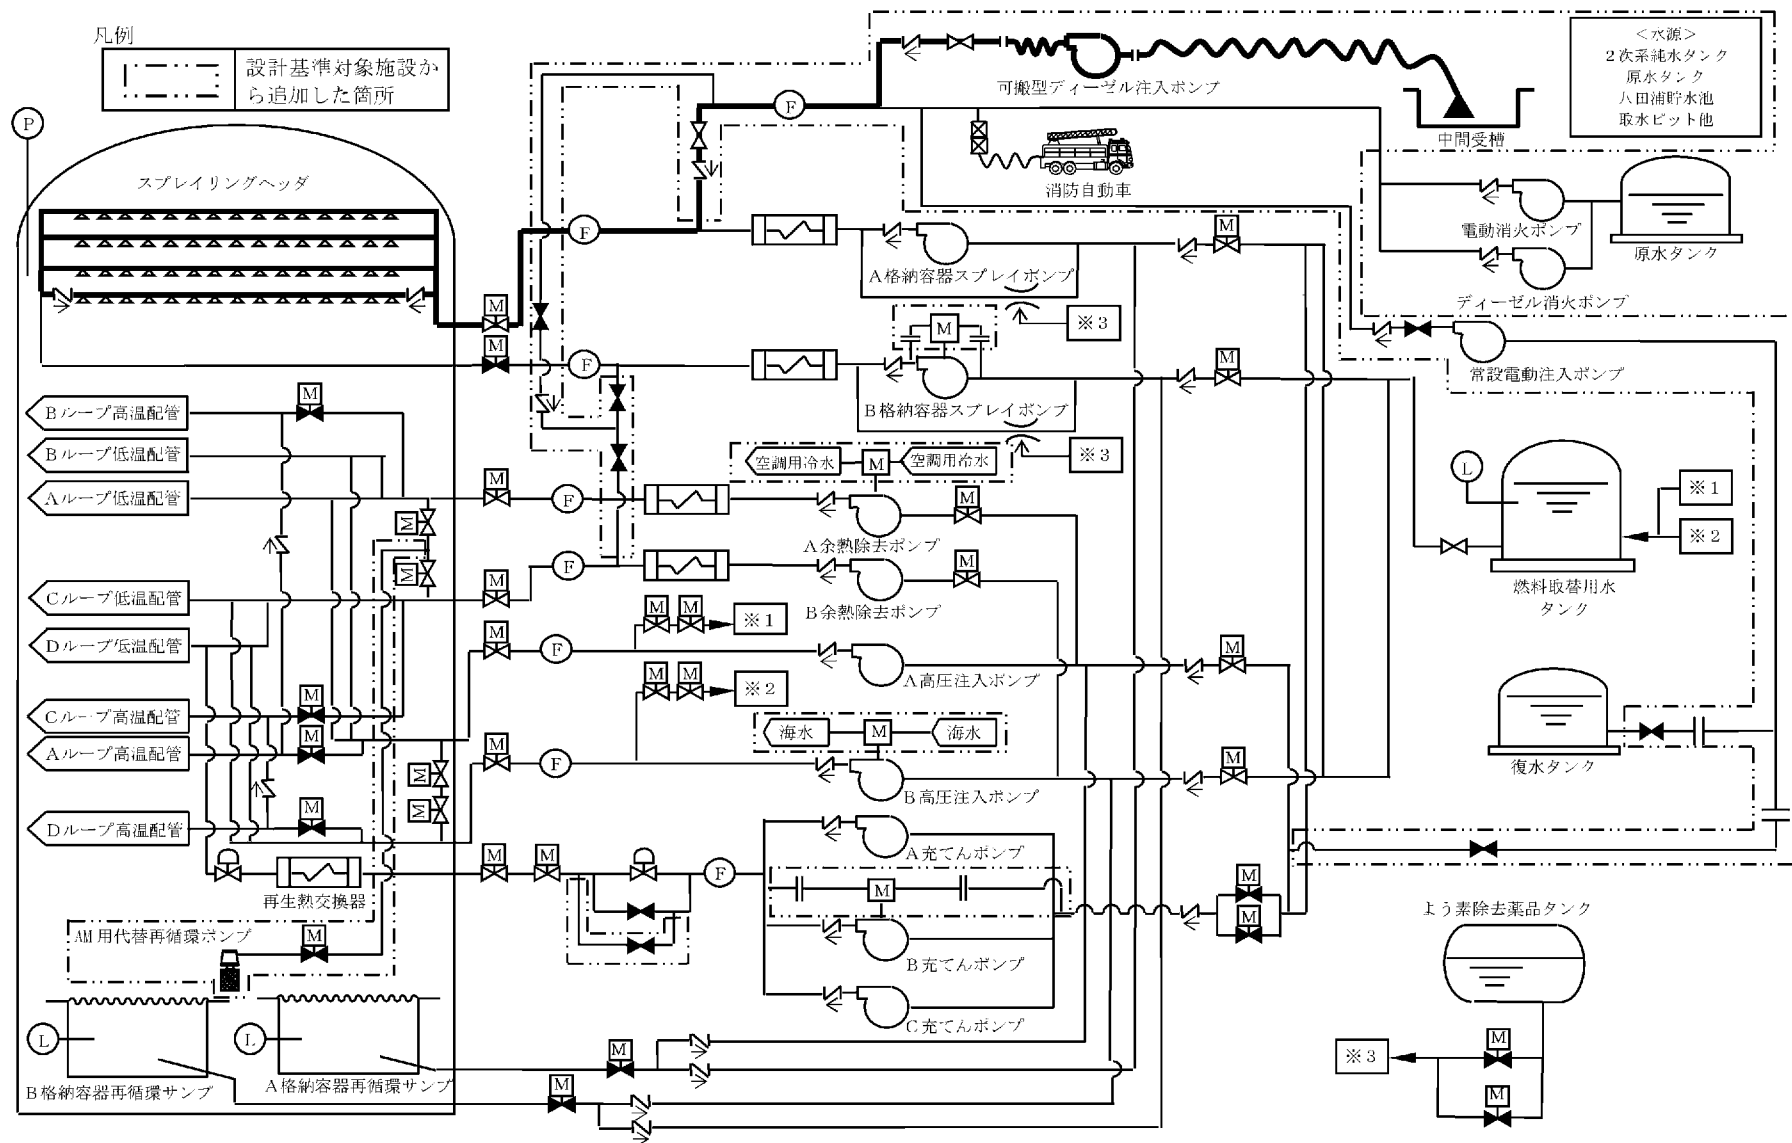 凡例
設計基準対象施設か
ら追加した箇所
P
スプレイリングヘッダ
F
可搬型ディーゼル注入ポンプ
中間受槽
<水源>
2次系純水タンク
原水タンク
八田浦貯水池
取水ピット他
消防自動車
電動消火ポンプ
原水タンク
ディーゼル消火ポンプ
F
M
A格納容器スプレイポンプ
M
※3
M
M
F
M
B格納容器スプレイポンプ
※3
常設電動注入ポンプ
Bループ高温配管
M
Bループ低温配管
空調用冷水
M
空調用冷水
Aループ低温配管
M
F
M
A余熱除去ポンプ
L
※1
※2
燃料取替用水
タンク
M
M
Cループ低温配管
M
F
M
B余熱除去ポンプ
M
M
※1
Dループ低温配管
M
F
A高圧注入ポンプ
M
M
M
※2
Cループ高温配管
M
海水
M
海水
Aループ高温配管
M
M
F
B高圧注入ポンプ
M
復水タンク
M
M
Dループ高温配管
M
A充てんポンプ
再生熱交換器
M
M
F
M
M
M
B充てんポンプ
C充てんポンプ
AM用代替再循環ポンプ
M
よう素除去薬品タンク
L
L
B格納容器再循環サンプ
A格納容器再循環サンプ
M
M
※3
M
M